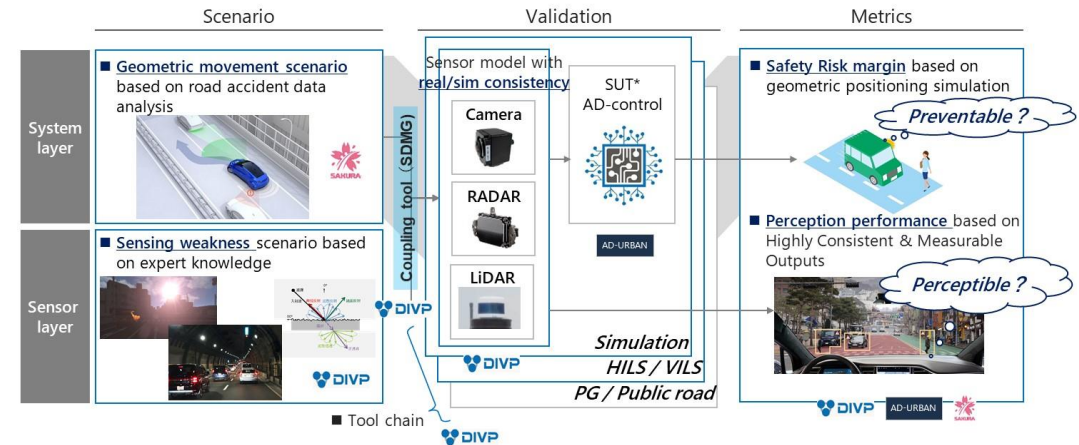 Scenario
Validation
Metrics
System
layer
■ Geometric movement scenario
based on road accident data
analysis
SAKURA
Sensor
layer
■ Sensing weakness scenario based
on expert knowledge
DIVP
Coupling tool (SDMG)
DIVP
Sensor model with
real/sim consistency
Camera
RADAR
LiDAR
SUT*
AD-control
AD-URBAN
DIVP
Simulation
HILS / VILS
PG / Public road
■ Tool chain
DIVP
■ Safety Risk margin based on
geometric positioning simulation
Preventable ?
■ Perception performance based on
Highly Consistent & Measurable
Outputs
Perceptible ?
DIVP
AD-URBAN
SAKURA